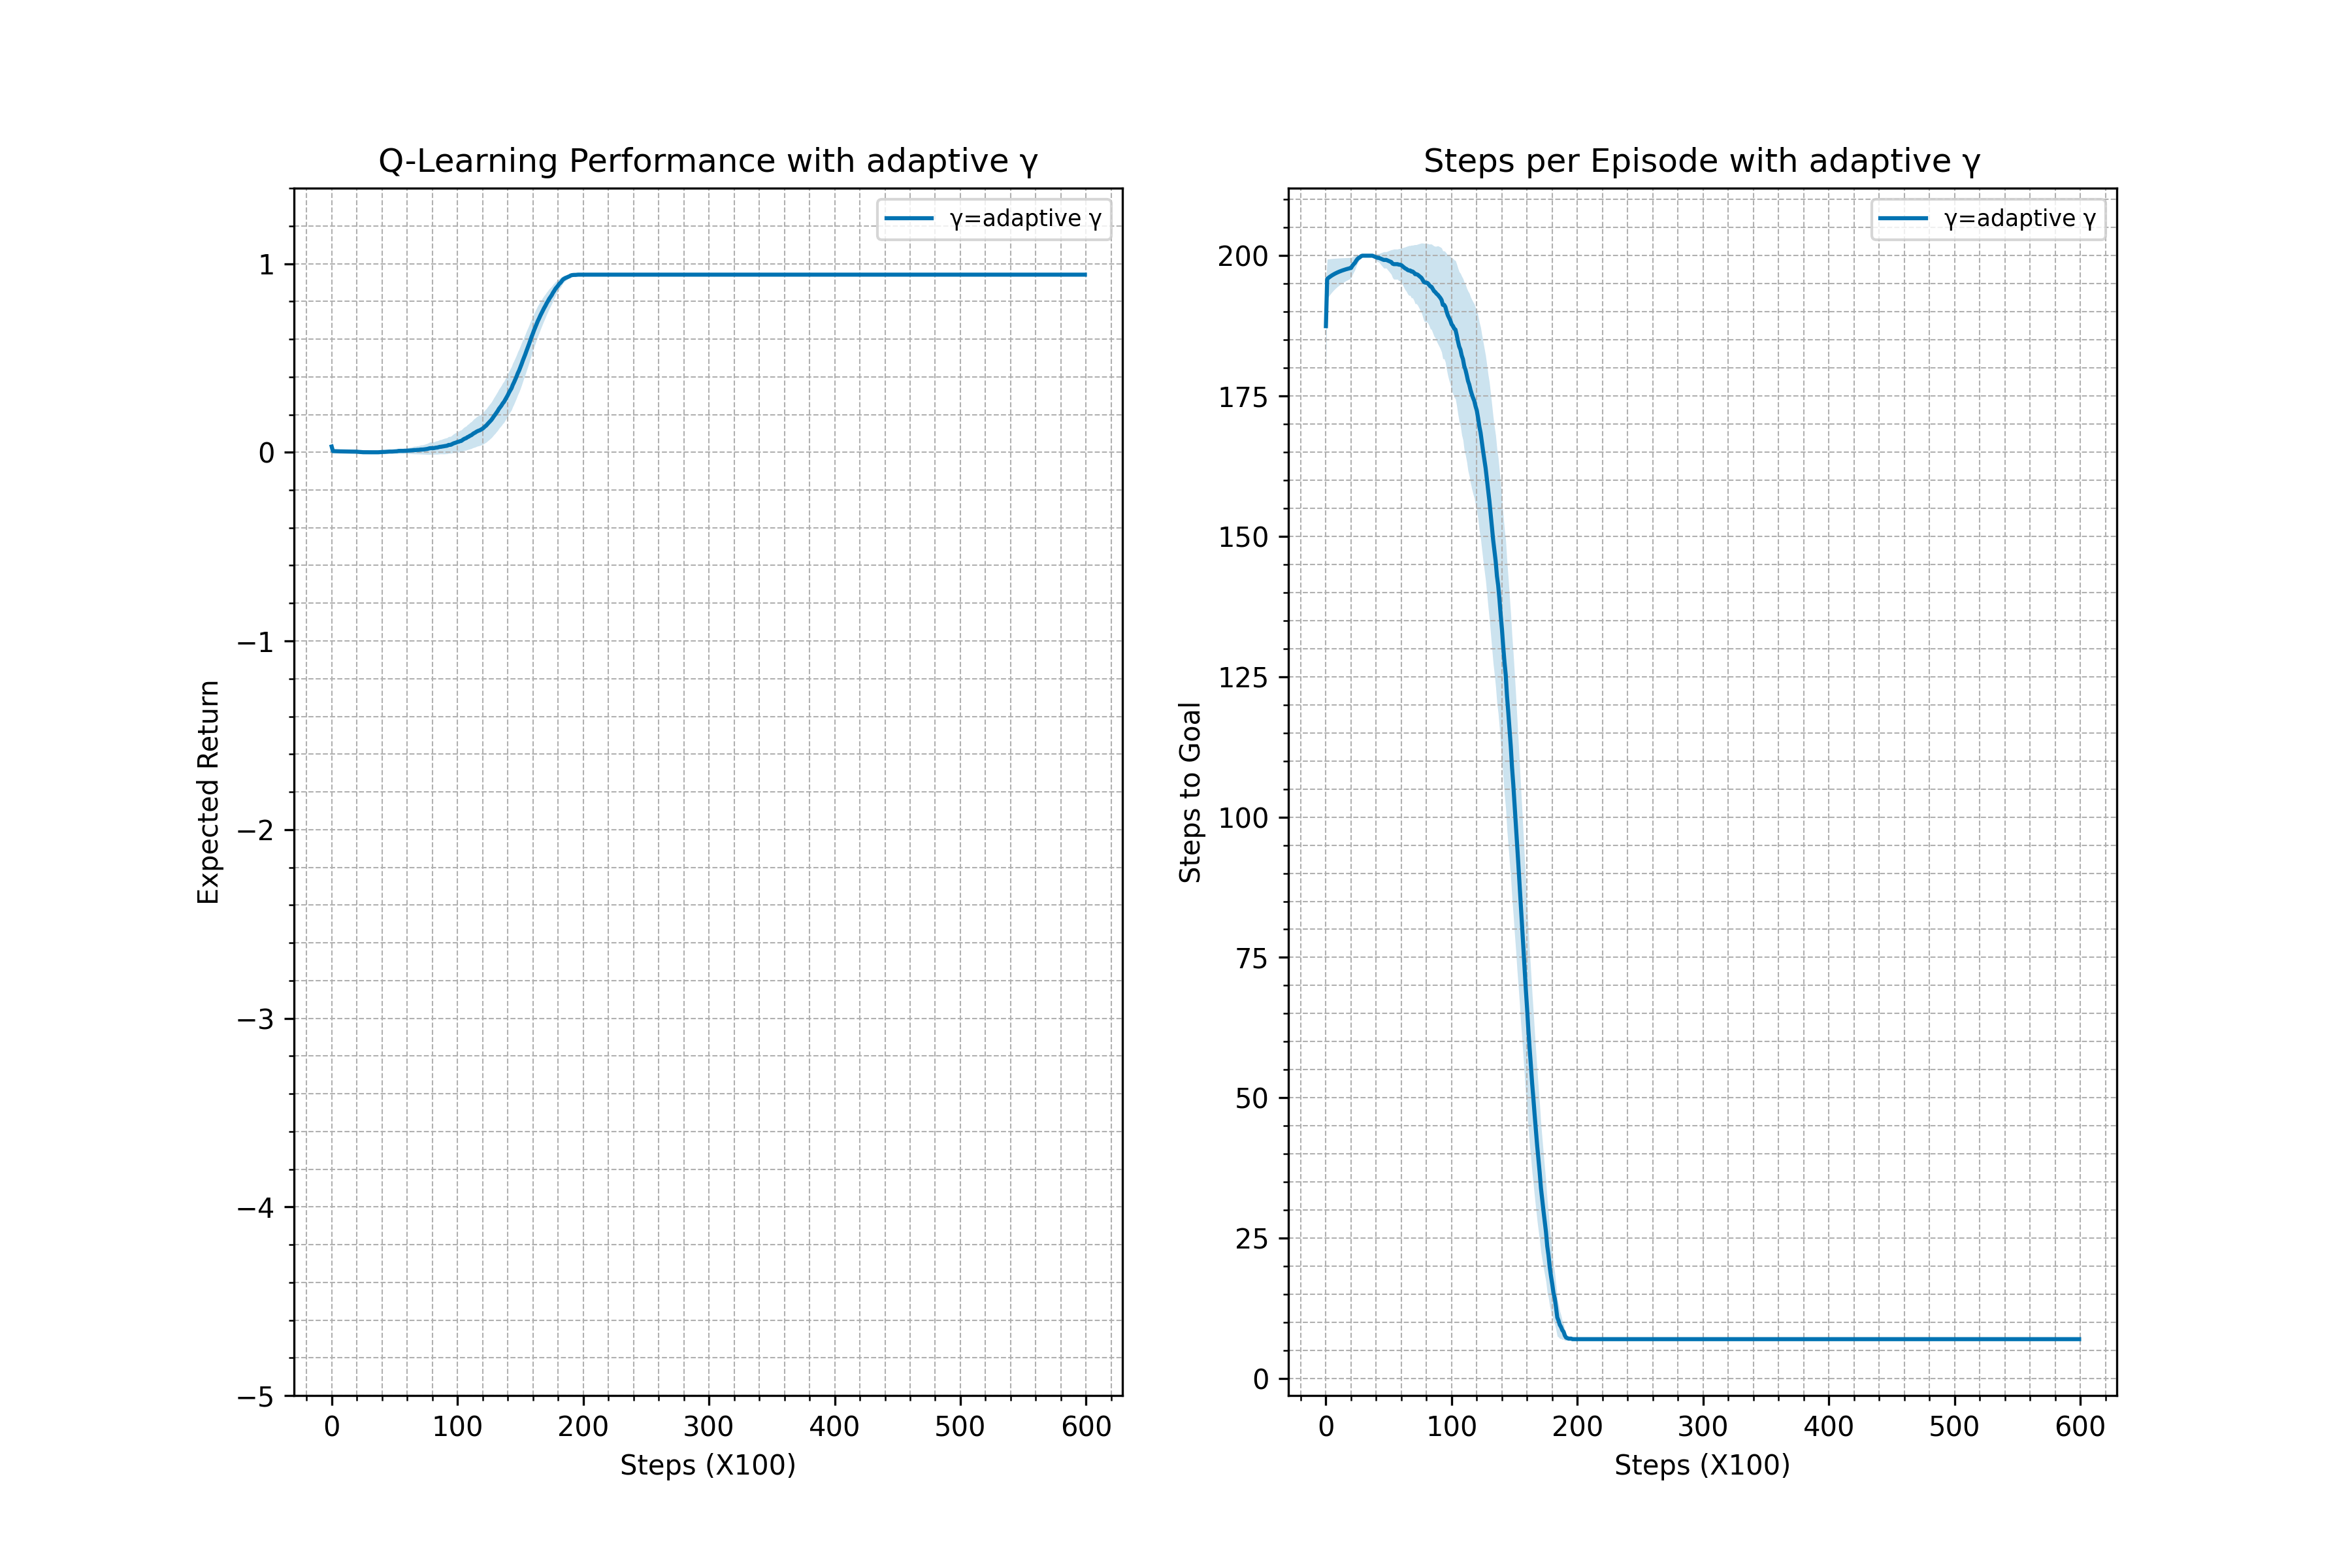 Q-Learning Performance with adaptive γ
γ=adaptive γ
1
0
−1
−2
−3
−4
−5
Expected Return
0 100 200 300 400 500 600
Steps (X100)
Steps per Episode with adaptive γ
γ=adaptive γ
200
175
150
125
100
75
50
25
0
Steps to Goal
0 100 200 300 400 500 600
Steps (X100)